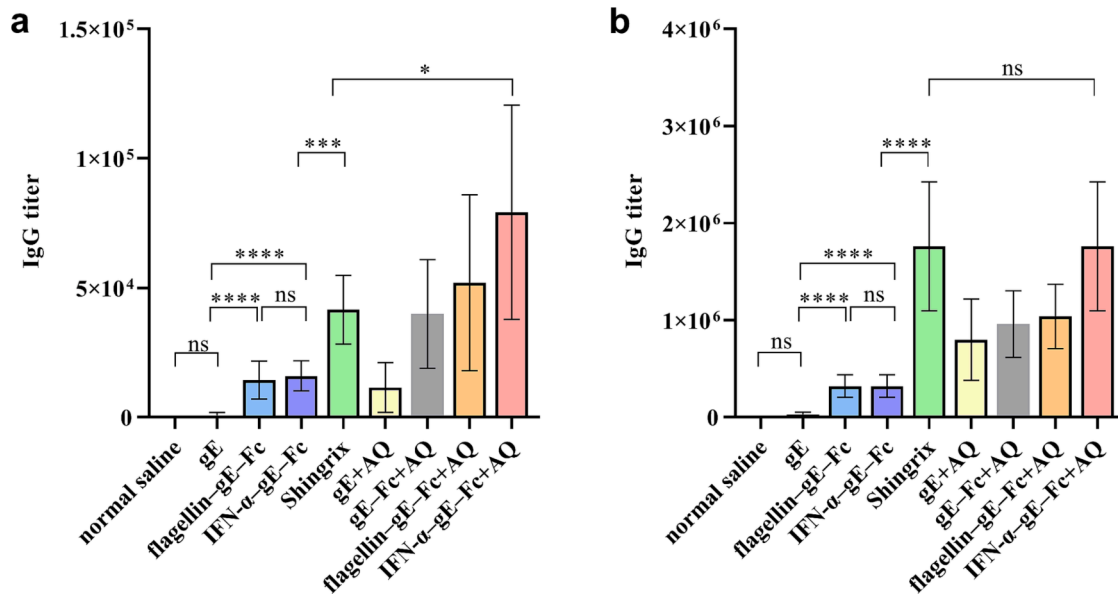 a
IgG titer
1.5×10⁵
1×10⁵
5×10⁴
0
*
***
****
****
ns
ns
normal saline
gE
flagellin–gE–Fc
IFN-α–gE–Fc
Shingrix
gE+AQ
gE–Fc+AQ
flagellin–gE–Fc+AQ
IFN-α–gE–Fc+AQ
b
IgG titer
4×10⁶
3×10⁶
2×10⁶
1×10⁶
0
ns
****
****
****
ns
ns
normal saline
gE
flagellin–gE–Fc
IFN-α–gE–Fc
Shingrix
gE+AQ
gE–Fc+AQ
flagellin–gE–Fc+AQ
IFN-α–gE–Fc+AQ